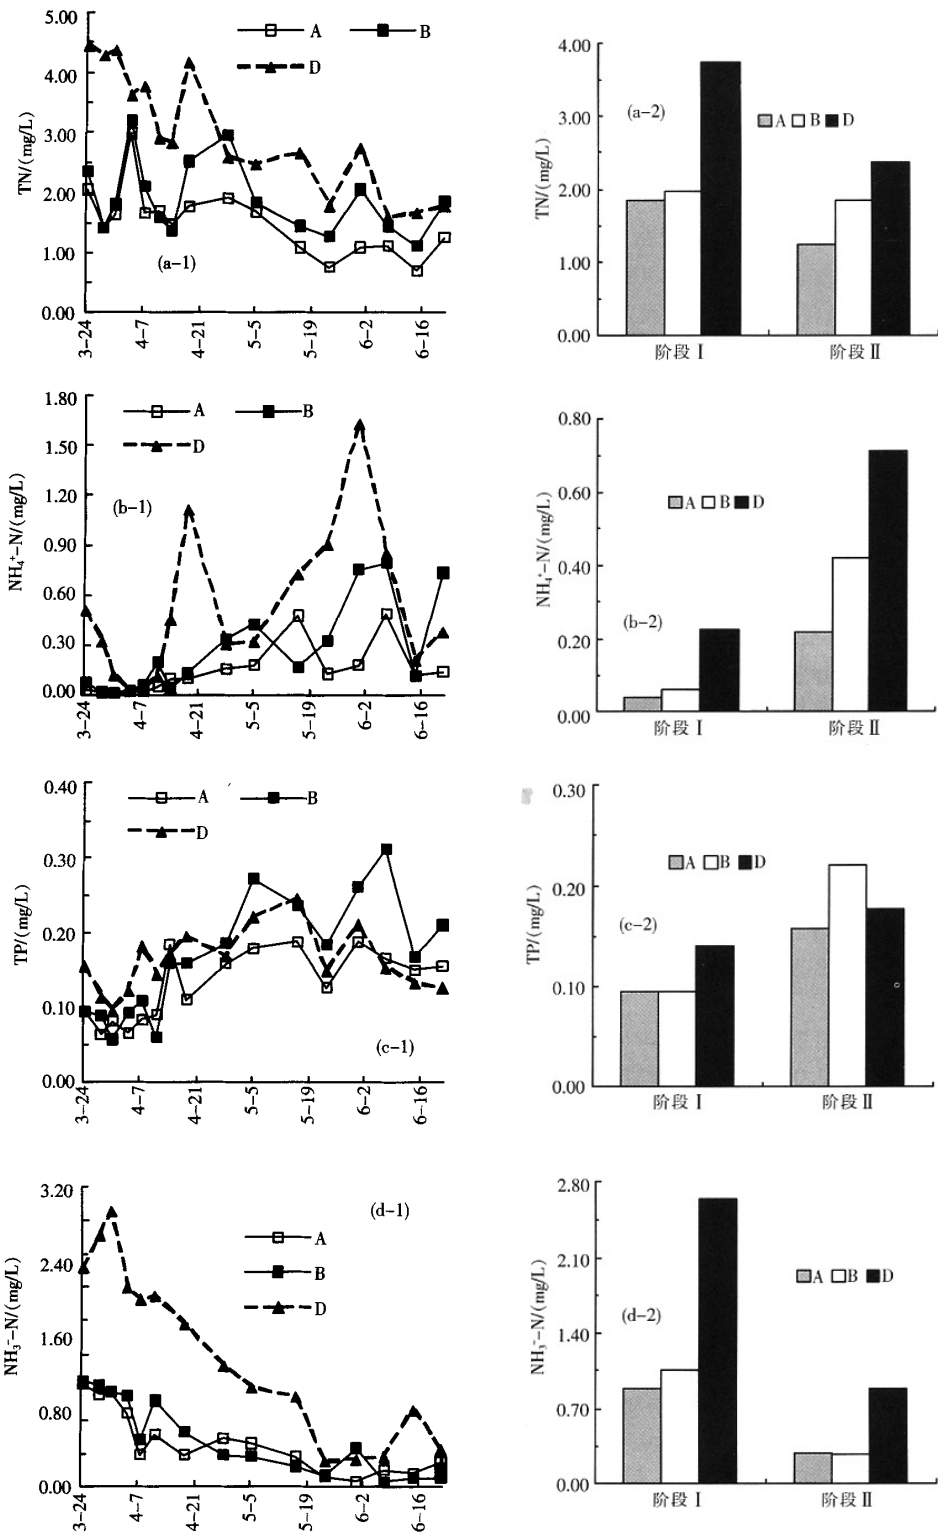 5.00
4.00
3.00
2.00
1.00
0.00
TN/(mg/L)
A
B
D
(a-1)
3-24
4-7
4-21
5-5
5-19
6-2
6-16
4.00
3.00
2.00
1.00
0.00
TN/(mg/L)
(a-2)
A B D
阶段 I
阶段 II
1.80
1.50
1.20
0.90
0.60
0.30
0.00
NH₄⁺-N/(mg/L)
A
B
D
(b-1)
3-24
4-7
4-21
5-5
5-19
6-2
6-16
0.80
0.60
0.40
0.20
0.00
NH₄⁺-N/(mg/L)
A B D
(b-2)
阶段 I
阶段 II
0.40
0.30
0.20
0.10
0.00
TP/(mg/L)
A
B
D
(c-1)
3-24
4-7
4-21
5-5
5-19
6-2
6-16
0.30
0.20
0.10
0.00
TP/(mg/L)
A B D
(c-2)
阶段 I
阶段 II
3.20
2.40
1.60
0.80
0.00
NH₃⁻-N/(mg/L)
(d-1)
A
B
D
3-24
4-7
4-21
5-5
5-19
6-2
6-16
2.80
2.10
1.40
0.70
0.00
NH₃⁻-N/(mg/L)
A B D
(d-2)
阶段 I
阶段 II